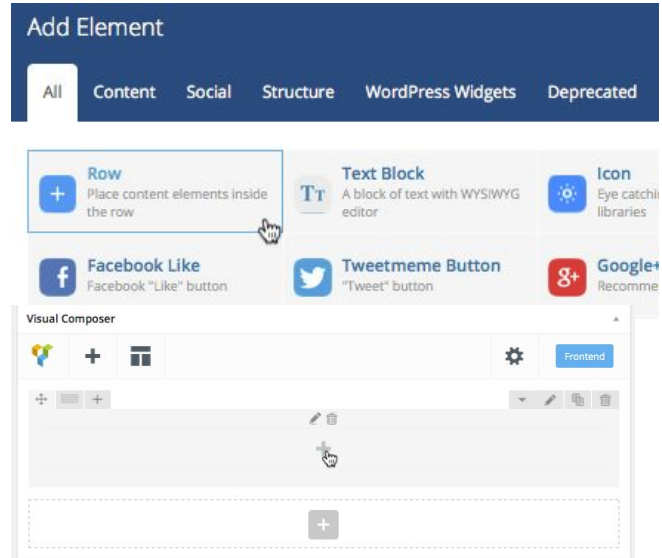 Add Element
All Content Social Structure WordPress Widgets Deprecated
Row
Place content elements inside
the row
Tт
Text Block
A block of text with WYSIWYG
editor
Icon
Eye catchin
libraries
f
Facebook Like
Facebook "Like" button
Tweetmeme Button
"Tweet" button
g+
Google+
Recomme
Visual Composer
Frontend